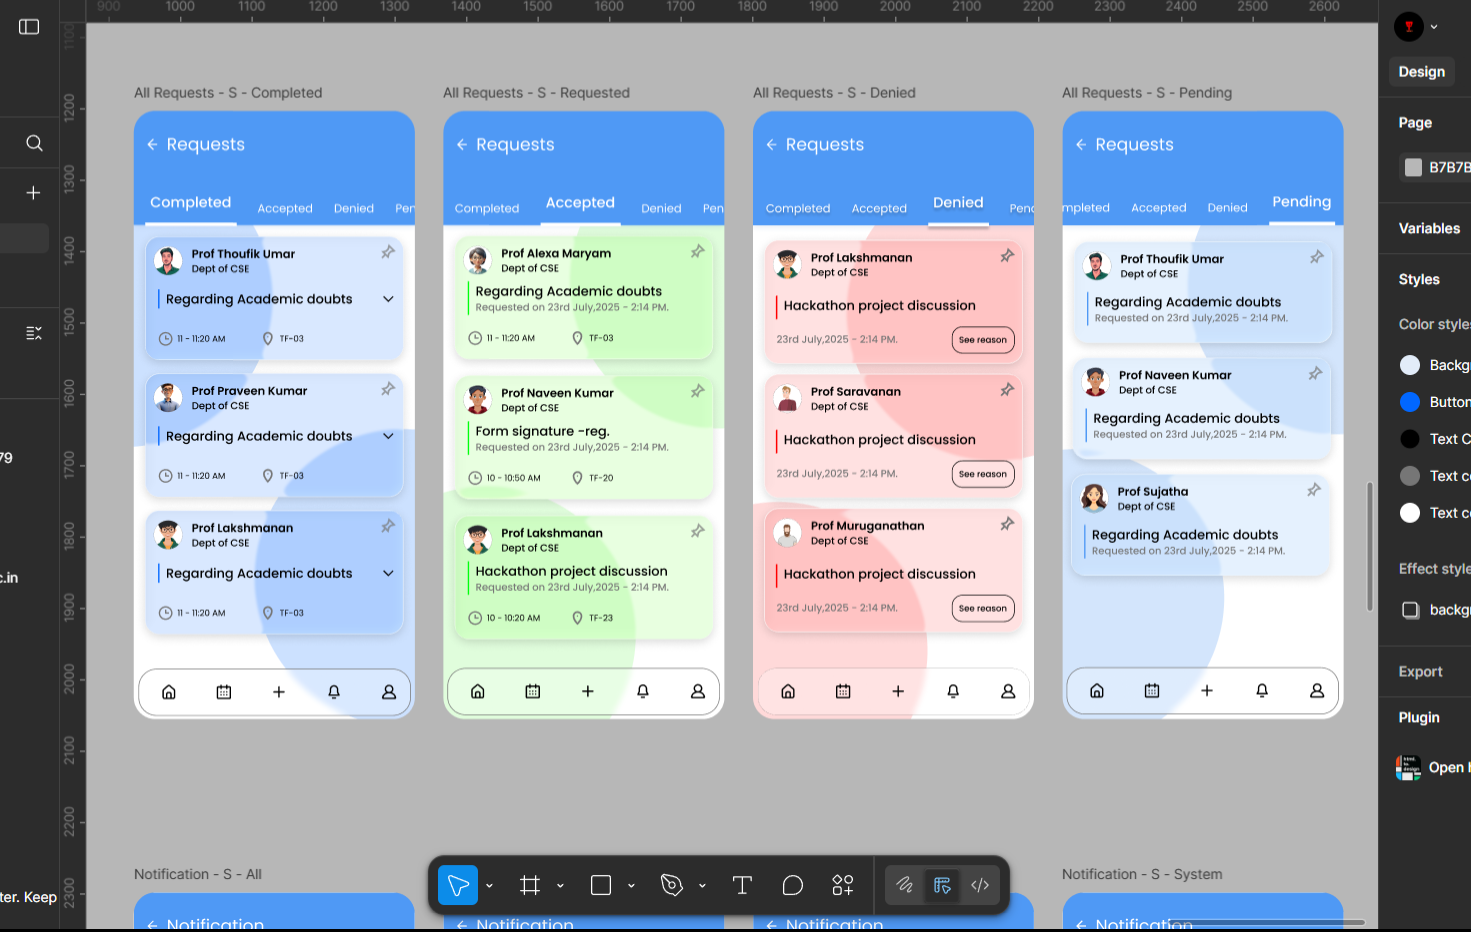 900 1000 1100 1200 1300 1400 1500 1600 1700 1800 1900 2000 2100 2200 2300 2400 2500 2600
1100
1200
1300
1400
1500
1600
1700
1800
1900
2000
2100
2200
2300
79
c.in
ter. Keep
All Requests - S - Completed
Requests
Completed Accepted Denied Pen
Prof Thoufik Umar
Dept of CSE
Regarding Academic doubts
11 - 11:20 AM TF-03
Prof Praveen Kumar
Dept of CSE
Regarding Academic doubts
11 - 11:20 AM TF-03
Prof Lakshmanan
Dept of CSE
Regarding Academic doubts
11 - 11:20 AM TF-03
All Requests - S - Requested
Requests
Completed Accepted Denied Pen
Prof Alexa Maryam
Dept of CSE
Regarding Academic doubts
Requested on 23rd July,2025 - 2:14 PM.
11 - 11:20 AM TF-03
Prof Naveen Kumar
Dept of CSE
Form signature -reg.
Requested on 23rd July,2025 - 2:14 PM.
10 - 10:50 AM TF-20
Prof Lakshmanan
Dept of CSE
Hackathon project discussion
Requested on 23rd July,2025 - 2:14 PM.
10 - 10:20 AM TF-23
All Requests - S - Denied
Requests
Completed Accepted Denied Pend
Prof Lakshmanan
Dept of CSE
Hackathon project discussion
23rd July,2025 - 2:14 PM. See reason
Prof Saravanan
Dept of CSE
Hackathon project discussion
23rd July,2025 - 2:14 PM. See reason
Prof Muruganathan
Dept of CSE
Hackathon project discussion
23rd July,2025 - 2:14 PM. See reason
All Requests - S - Pending
Requests
mpleted Accepted Denied Pending
Prof Thoufik Umar
Dept of CSE
Regarding Academic doubts
Requested on 23rd July,2025 - 2:14 PM.
Prof Naveen Kumar
Dept of CSE
Regarding Academic doubts
Requested on 23rd July,2025 - 2:14 PM.
Prof Sujatha
Dept of CSE
Regarding Academic doubts
Requested on 23rd July,2025 - 2:14 PM.
Notification - S - All
Notification
Notification
Notification
Notification - S - System
Notification
Design
Page
B7B7B
Variables
Styles
Color styles
Backg
Button
Text C
Text co
Text co
Effect style
backg
Export
Plugin
Open h